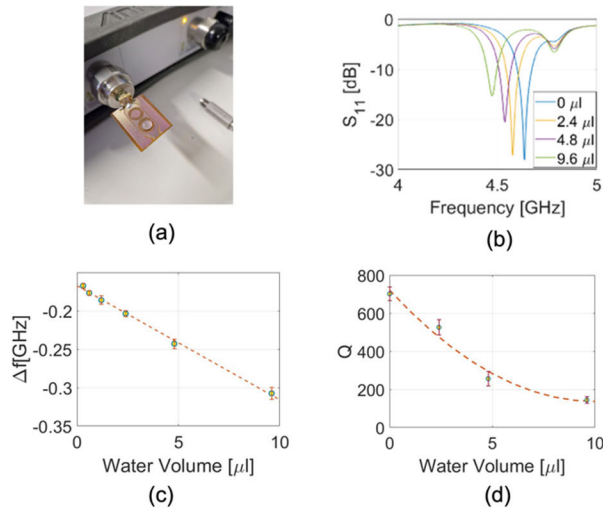 (a)
0
-10
-20
-30
S11 [dB]
4
4.5
5
Frequency [GHz]
0 μl
2.4 μl
4.8 μl
9.6 μl
(b)
-0.2
-0.25
-0.3
-0.35
Δf[GHz]
0
5
10
Water Volume [μl]
(c)
800
600
400
200
0
Q
0
5
10
Water Volume [μl]
(d)